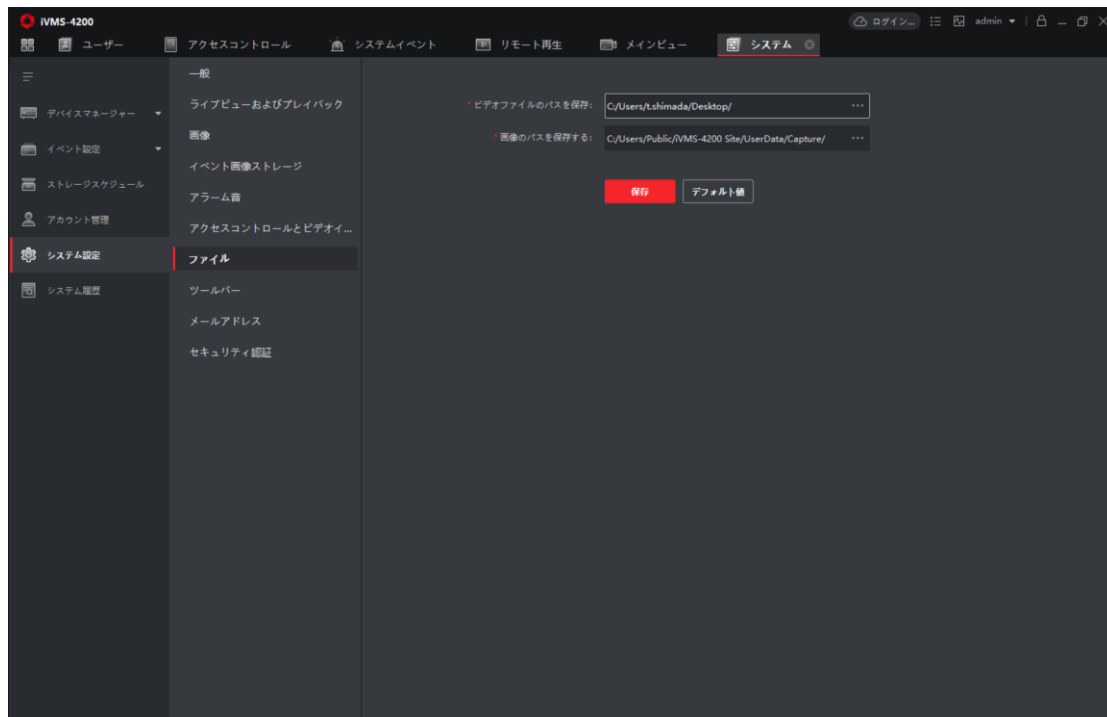 iVMS-4200
ログイン...
admin
ユーザー
アクセスコントロール
システムイベント
リモート再生
メインビュー
システム
デバイスマネージャー
イベント設定
ストレージスケジュール
アカウント管理
システム設定
システム履歴
一般
ライブビューおよびプレイバック
画像
イベント画像ストレージ
アラーム音
アクセスコントロールとビデオイ...
ファイル
ツールバー
メールアドレス
セキュリティ認証
*ビデオファイルのパスを保存: C:/Users/t.shimada/Desktop/ ...
*画像のパスを保存する: C:/Users/Public/iVMS-4200 Site/UserData/Capture/ ...
保存
デフォルト値